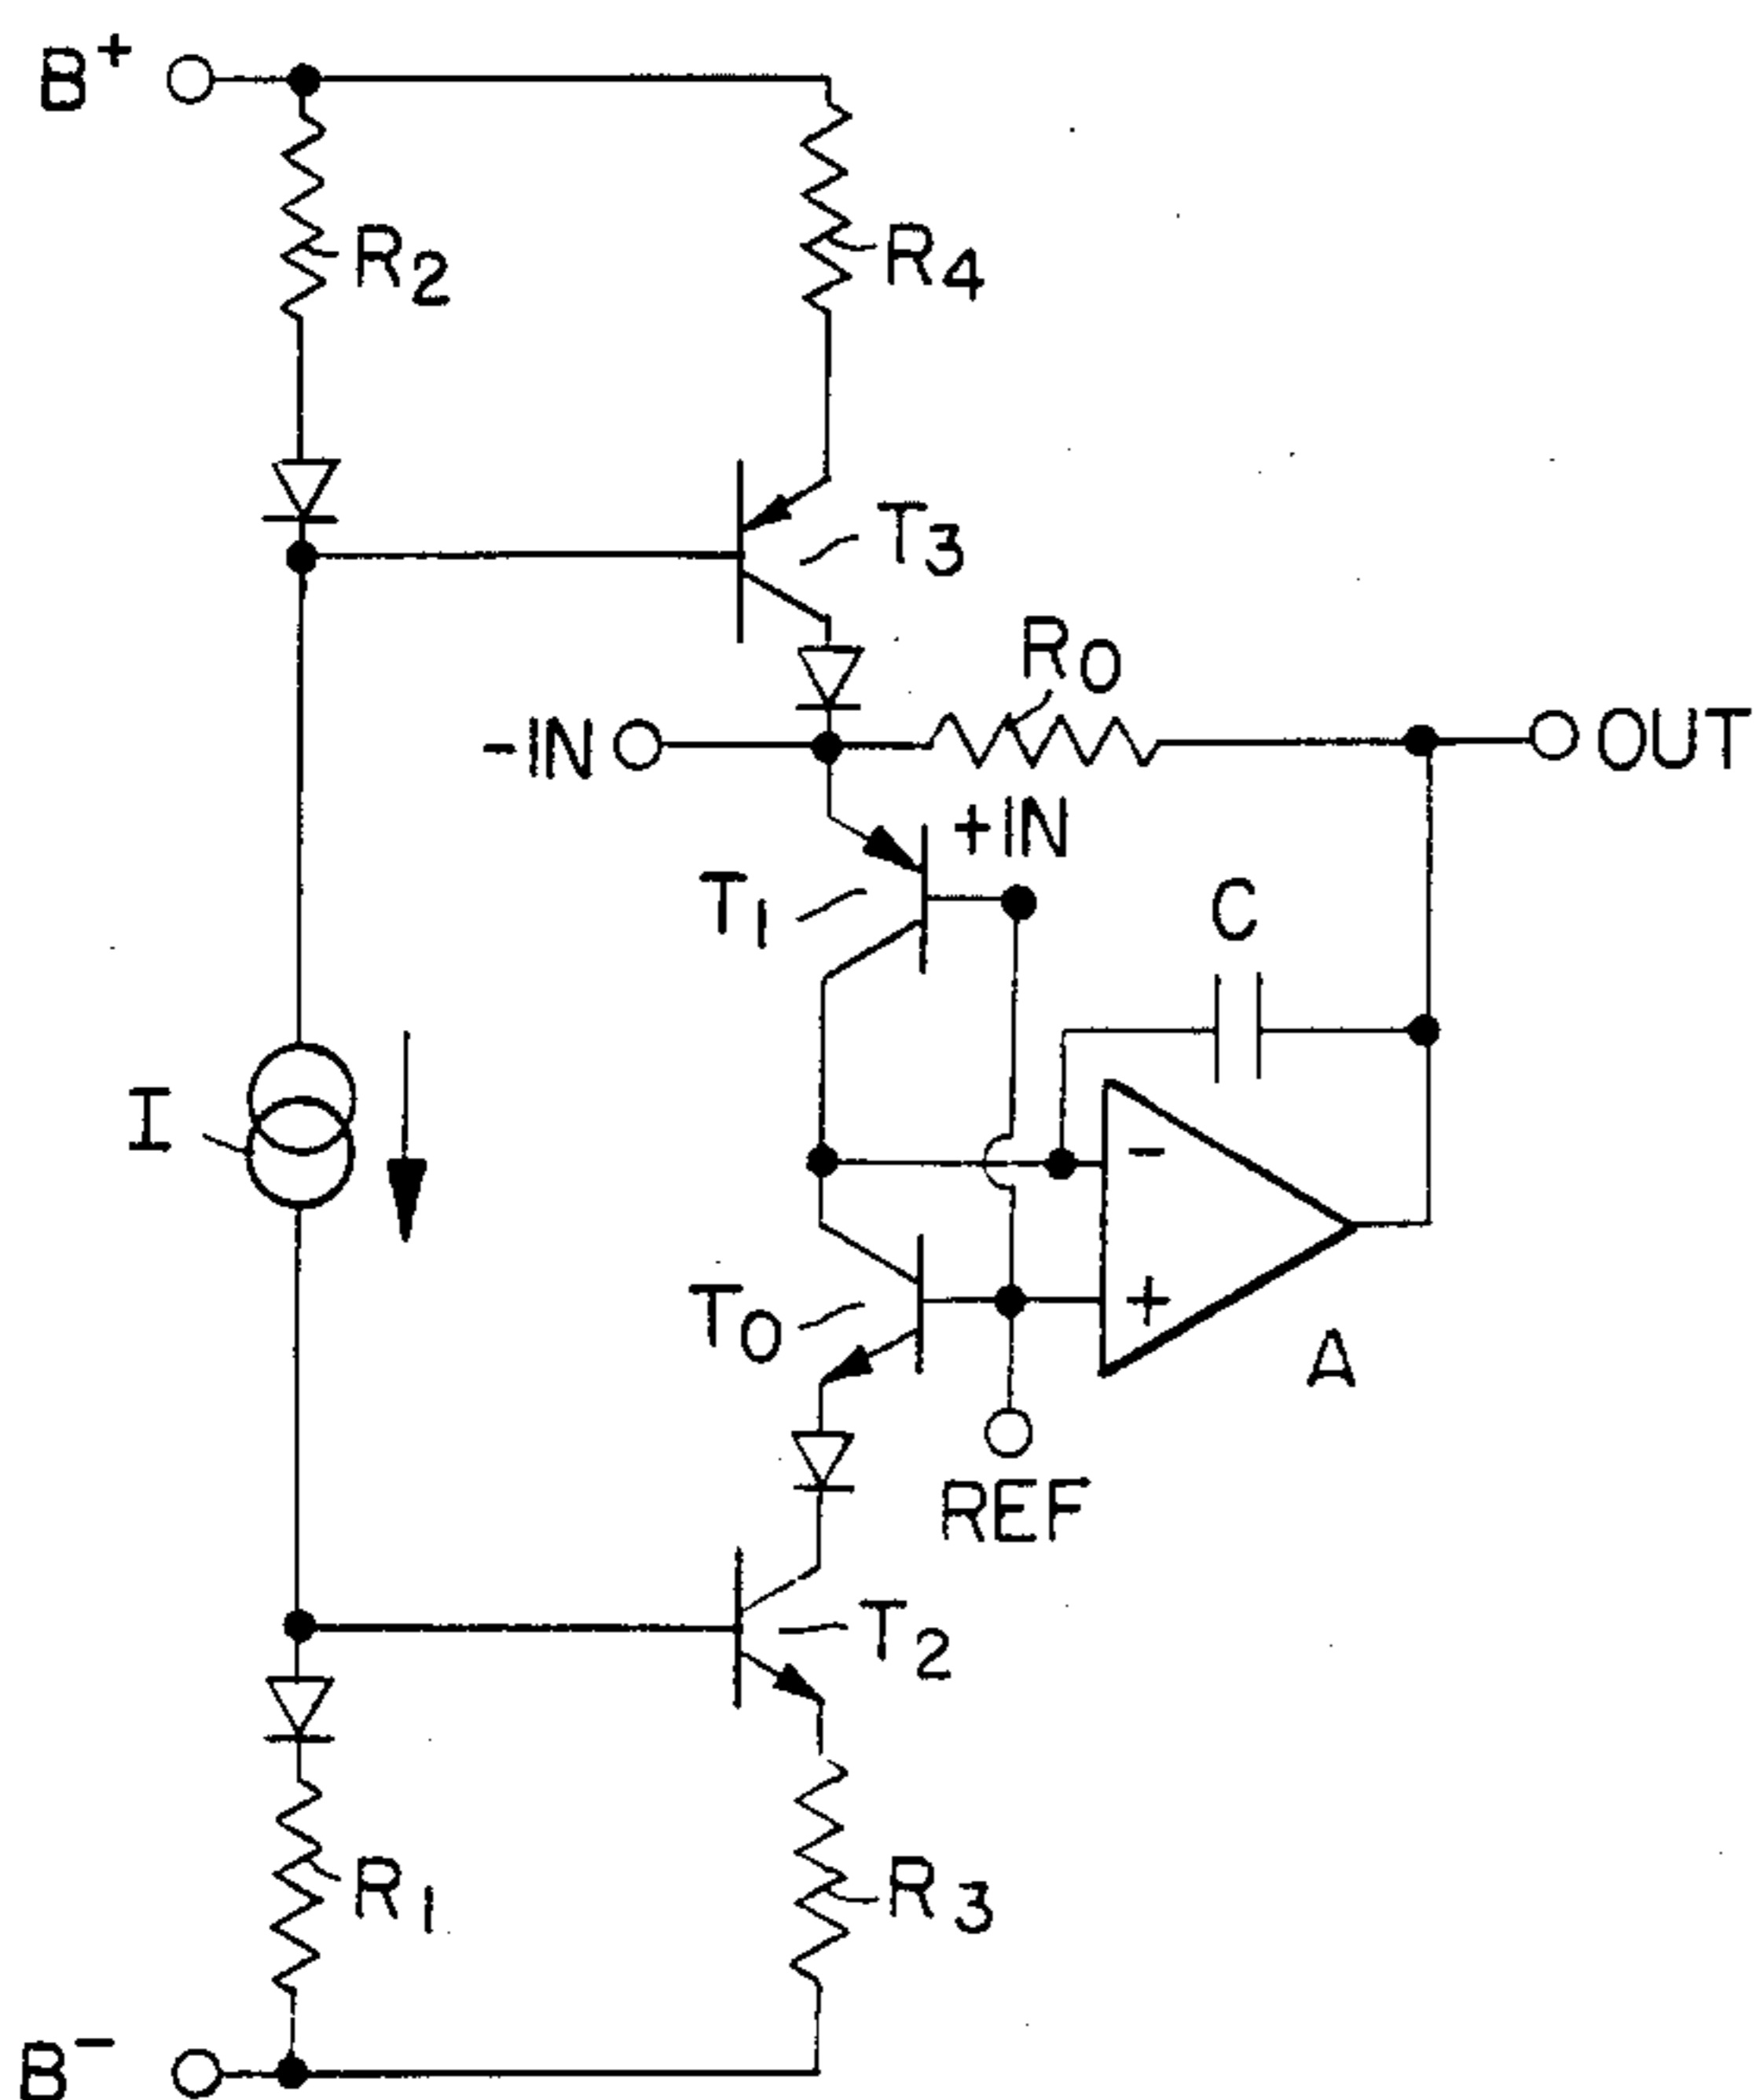 B+
R2
R4
T3
R0
-IN
OUT
+IN
T1
C
I
-
T0
+
A
REF
T2
R1
R3
B-